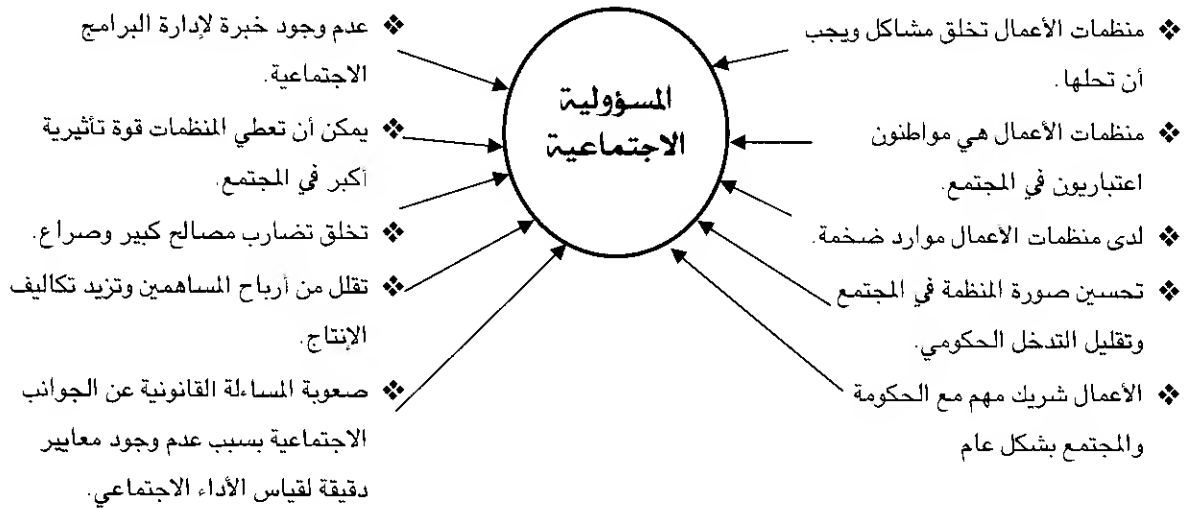 ❖ منظمات الأعمال تخلق مشاكل ويجب
أن تحلها.
❖ منظمات الأعمال هي مواطنون
اعتباريون في المجتمع.
❖ لدى منظمات الأعمال موارد ضخمة.
❖ تحسين صورة المنظمة في المجتمع
وتقليل التدخل الحكومي.
❖ الأعمال شريك مهم مع الحكومة
والمجتمع بشكل عام
المسؤولية
الاجتماعية
❖ عدم وجود خبرة لإدارة البرامج
الاجتماعية.
❖ يمكن أن تعطي المنظمات قوة تأثيرية
أكبر في المجتمع.
❖ تخلق تضارب مصالح كبير وصراع.
❖ تقلل من أرباح المساهمين وتزيد تكاليف
الإنتاج.
❖ صعوبة المساءلة القانونية عن الجوانب
الاجتماعية بسبب عدم وجود معايير
دقيقة لقياس الأداء الاجتماعي.